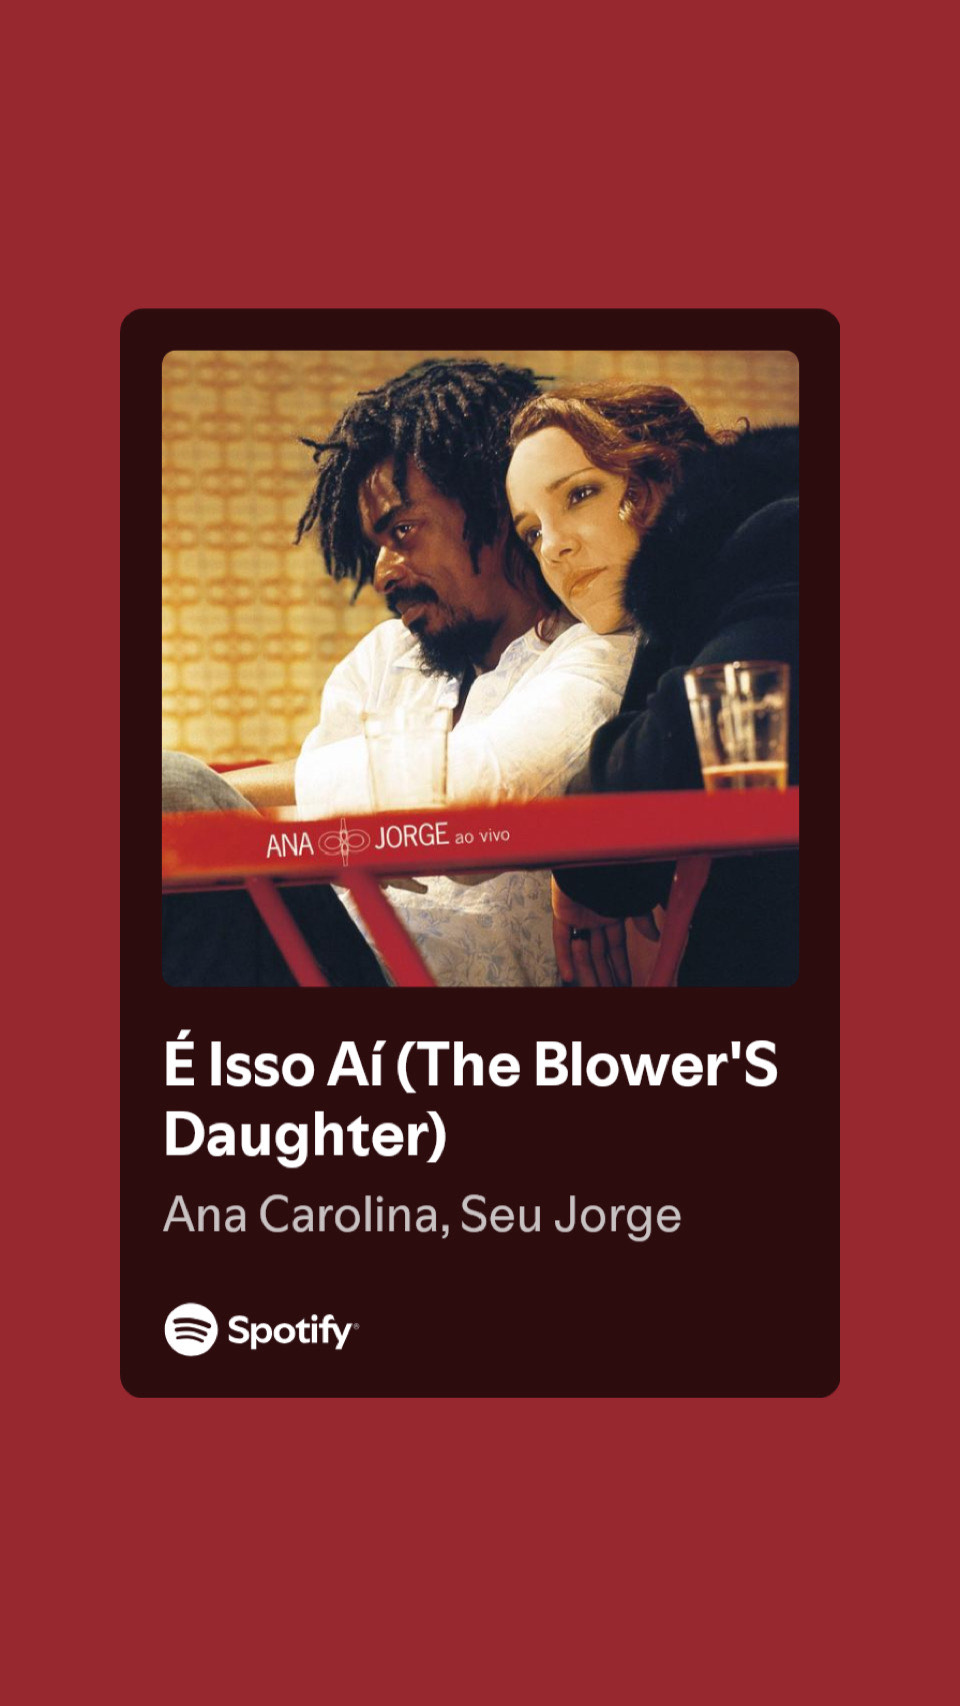 ANA JORGE ao vivo
É Isso Aí (The Blower'S
Daughter)
Ana Carolina, Seu Jorge
Spotify®